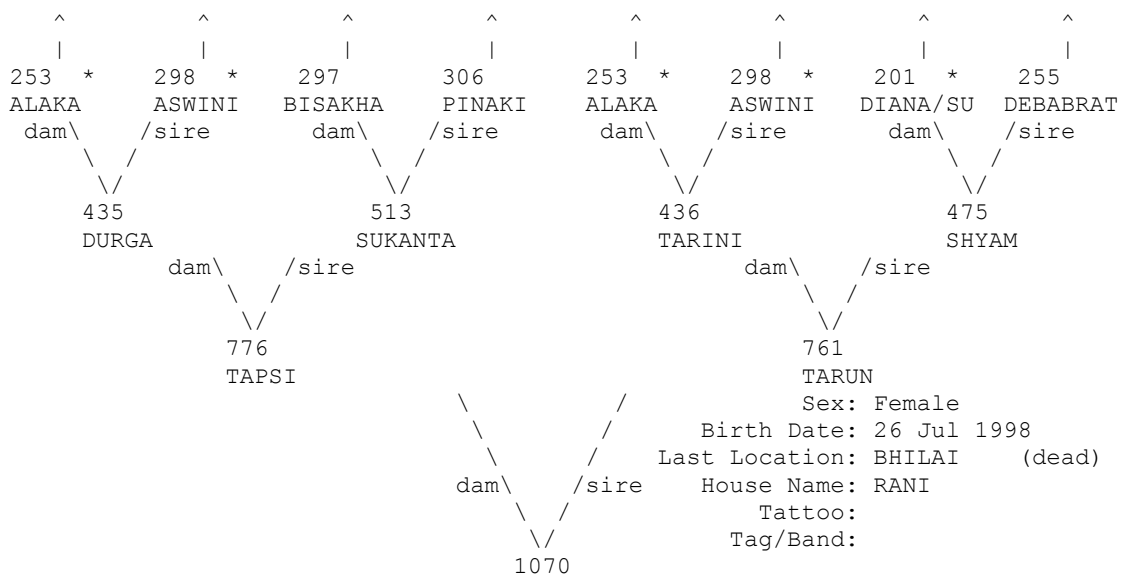 ^ ^ ^ ^ ^ ^ ^ ^
| | | | | | | |
253 * 298 * 297 306 253 * 298 * 201 * 255
ALAKA ASWINI BISAKHA PINAKI ALAKA ASWINI DIANA/SU DEBABRAT
dam\ /sire dam\ /sire dam\ /sire dam\ /sire
\ / \ / \ / \ /
\/ \/ \/ \/
435 513 436 475
DURGA SUKANTA TARINI SHYAM
dam\ /sire dam\ /sire
\ / \ /
\/ \/
776 761
TAPSI TARUN
\ / Sex: Female
\ / Birth Date: 26 Jul 1998
\ / Last Location: BHILAI (dead)
dam\ /sire House Name: RANI
\ / Tattoo:
\/ Tag/Band:
1070